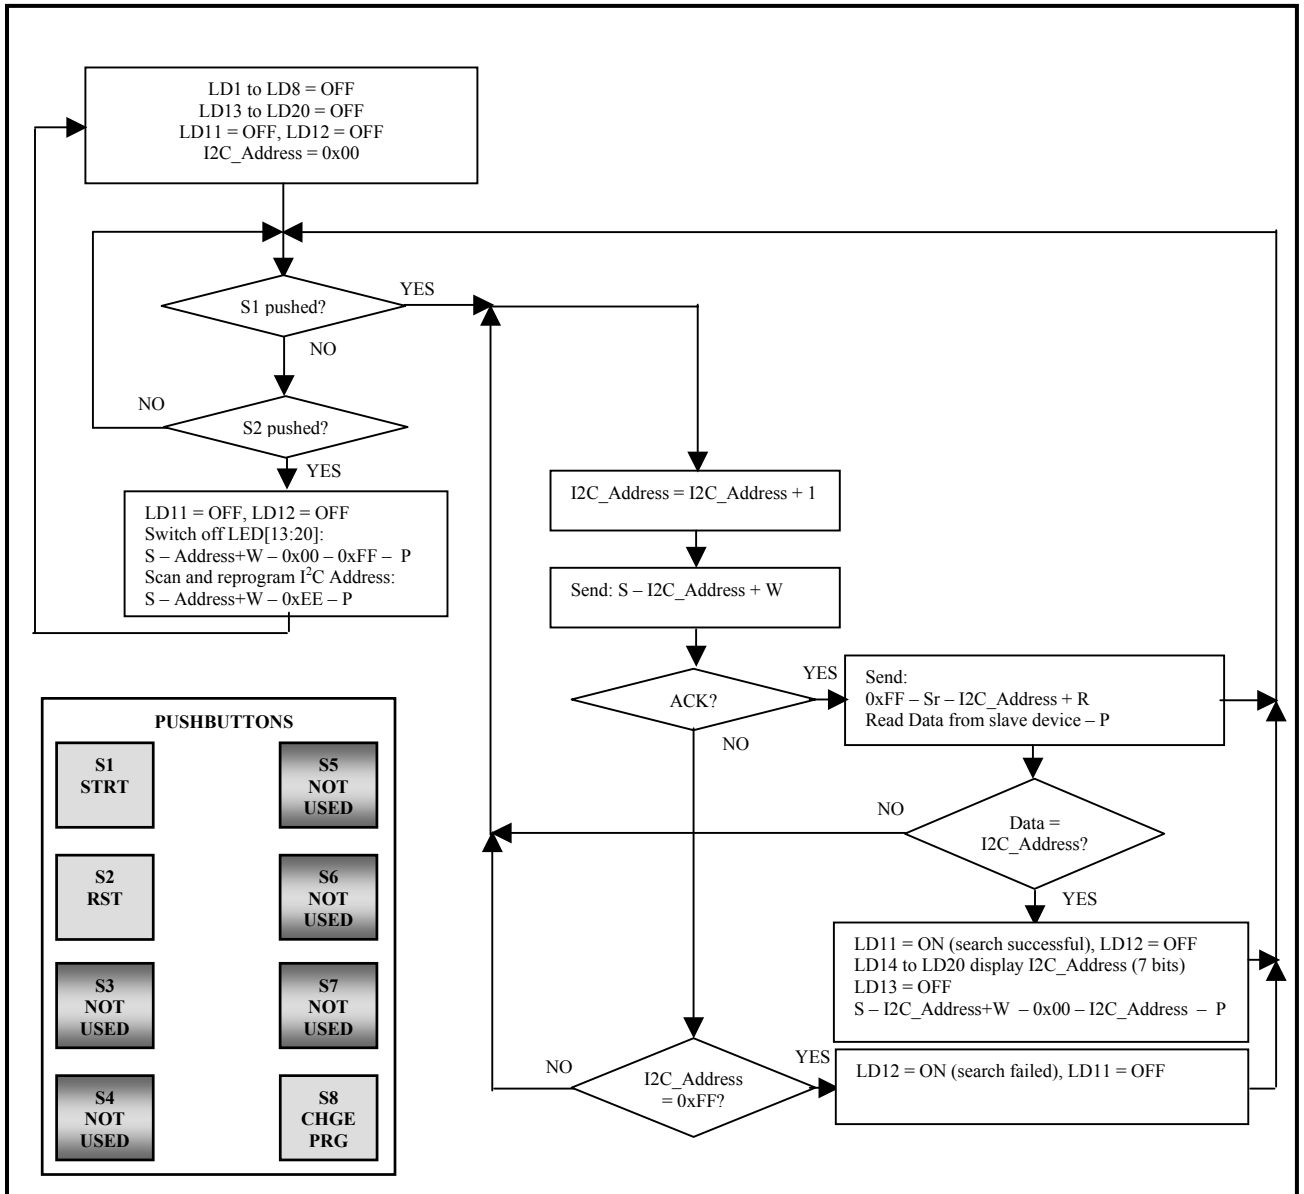 LD1 to LD8 = OFF
LD13 to LD20 = OFF
LD11 = OFF, LD12 = OFF
I2C_Address = 0x00
S1 pushed?
YES
NO
S2 pushed?
NO
YES
LD11 = OFF, LD12 = OFF
Switch off LED[13:20]:
S – Address+W – 0x00 – 0xFF – P
Scan and reprogram I²C Address:
S – Address+W – 0xEE – P
I2C_Address = I2C_Address + 1
Send: S – I2C_Address + W
ACK?
YES
NO
Send:
0xFF – Sr – I2C_Address + R
Read Data from slave device – P
Data =
I2C_Address?
NO
YES
LD11 = ON (search successful), LD12 = OFF
LD14 to LD20 display I2C_Address (7 bits)
LD13 = OFF
S – I2C_Address+W – 0x00 – I2C_Address – P
I2C_Address
= 0xFF?
NO
YES
LD12 = ON (search failed), LD11 = OFF
PUSHBUTTONS
S1
STRT
S5
NOT
USED
S2
RST
S6
NOT
USED
S3
NOT
USED
S7
NOT
USED
S4
NOT
USED
S8
CHGE
PRG